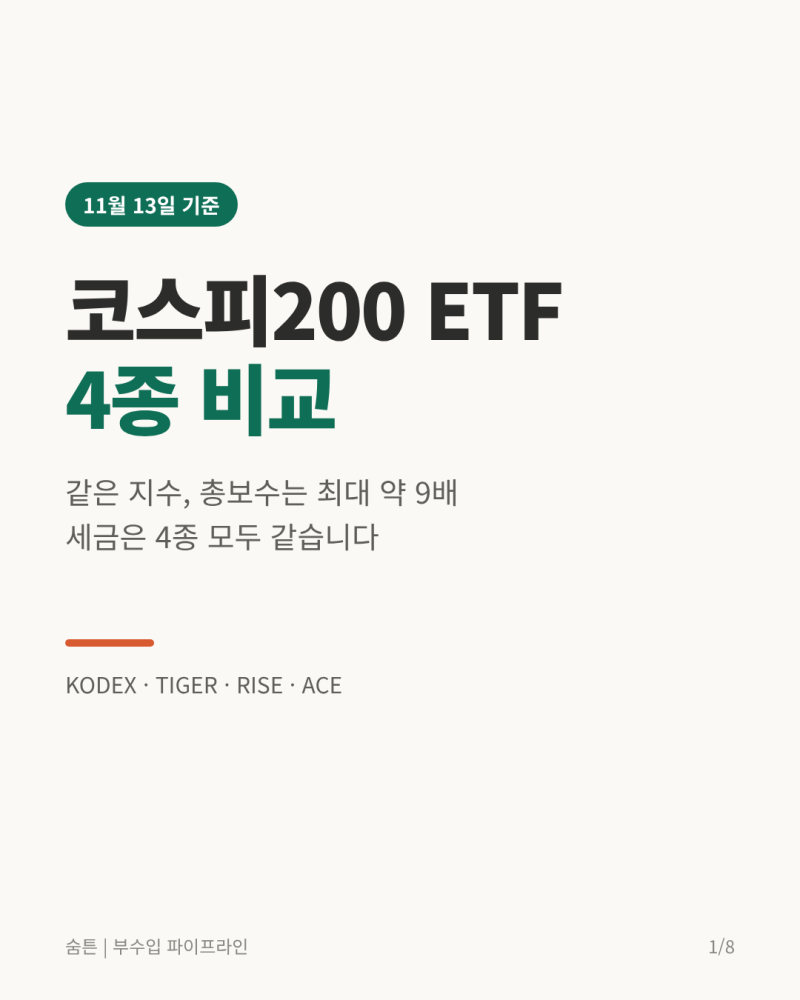 11월 13일 기준
코스피200 ETF
4종 비교
같은 지수, 총보수는 최대 약 9배
세금은 4종 모두 같습니다
KODEX · TIGER · RISE · ACE
숨튼 | 부수입 파이프라인
1/8